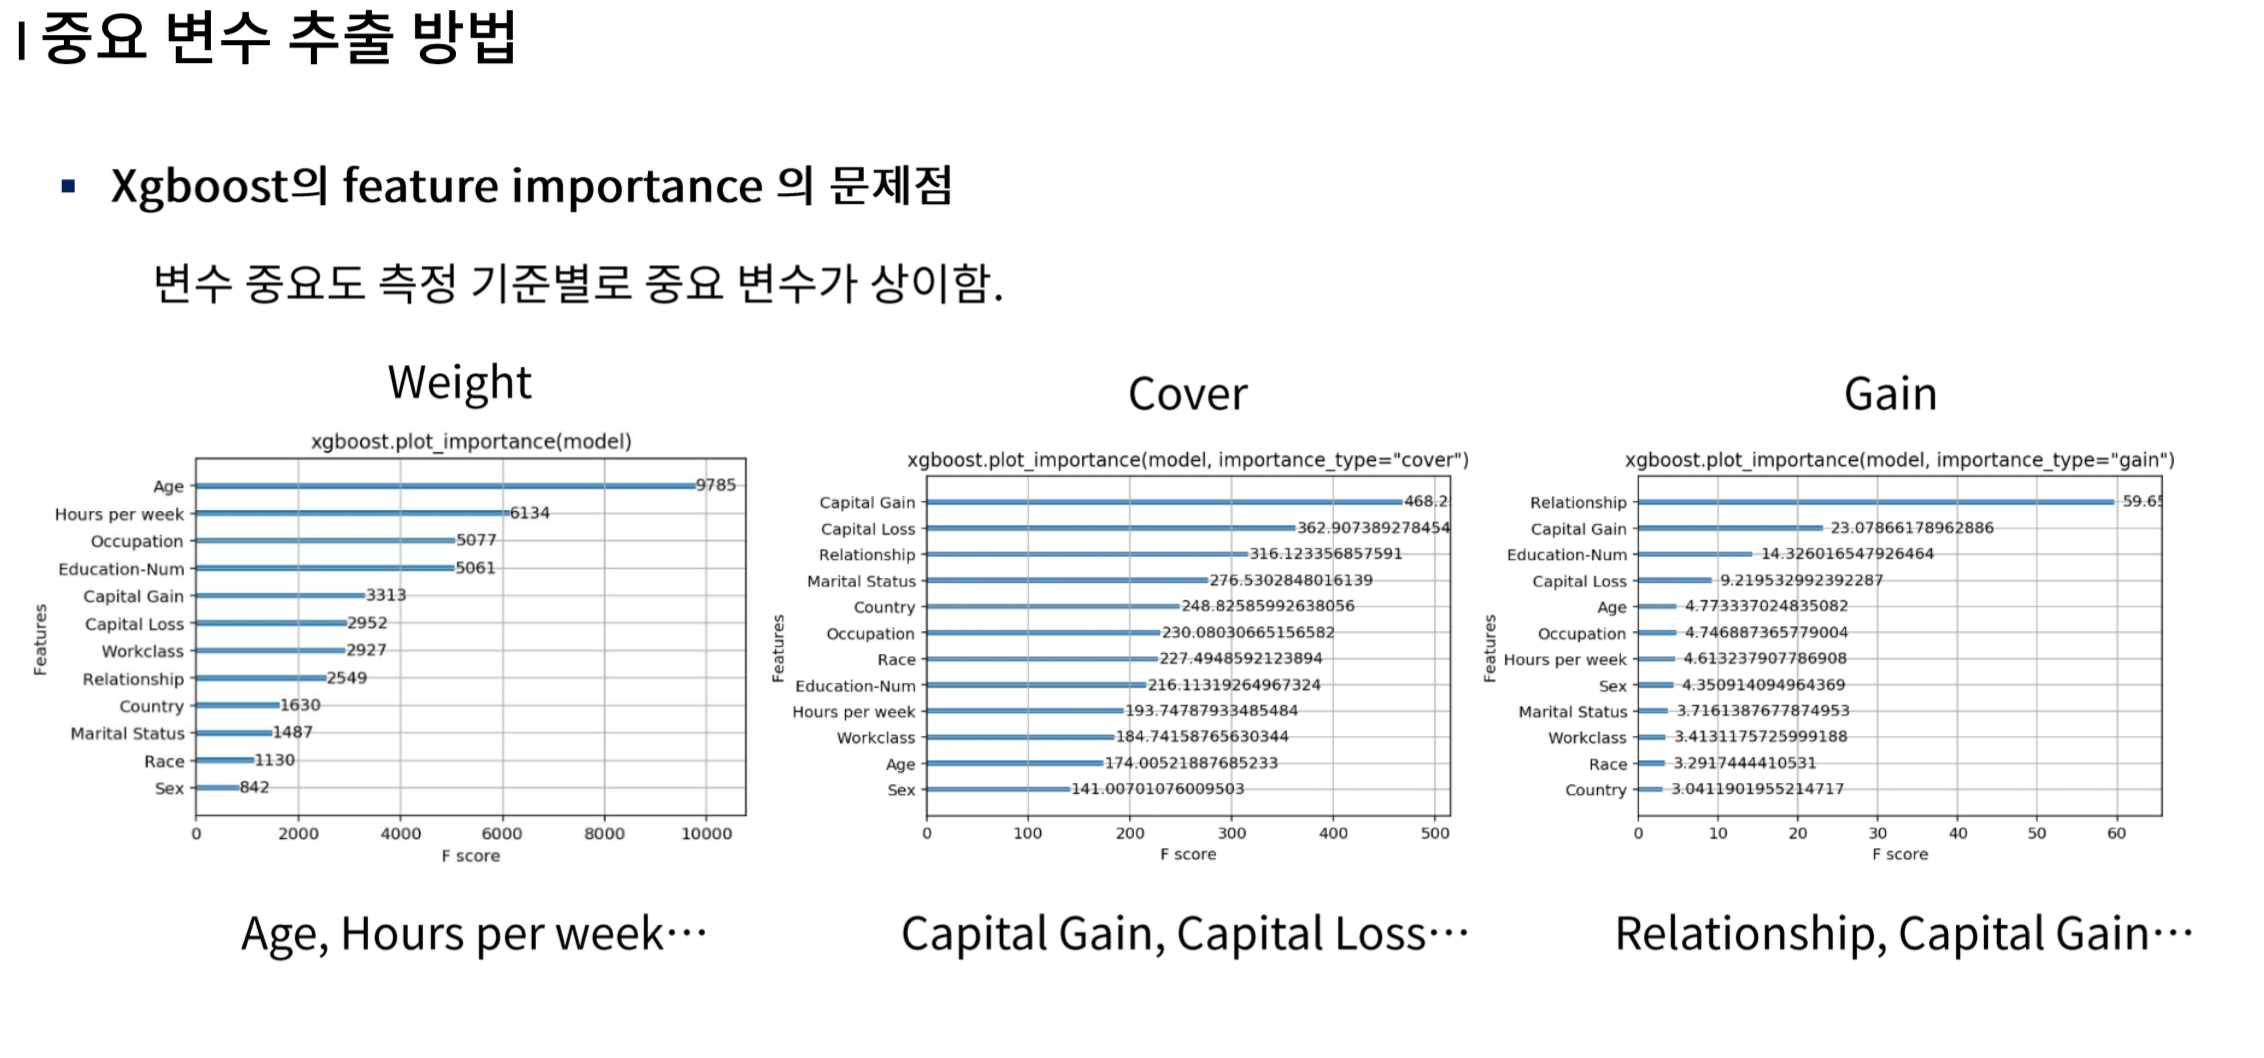 I 중요 변수 추출 방법
▪ Xgboost의 feature importance 의 문제점
변수 중요도 측정 기준별로 중요 변수가 상이함.
Weight
xgboost.plot_importance(model)
Features
Age 9785
Hours per week 6134
Occupation 5077
Education-Num 5061
Capital Gain 3313
Capital Loss 2952
Workclass 2927
Relationship 2549
Country 1630
Marital Status 1487
Race 1130
Sex 842
0 2000 4000 6000 8000 10000
F score
Age, Hours per week…
Cover
xgboost.plot_importance(model, importance_type="cover")
Features
Capital Gain 468.2
Capital Loss 362.907389278454
Relationship 316.123356857591
Marital Status 276.5302848016139
Country 248.82585992638056
Occupation 230.08030665156582
Race 227.4948592123894
Education-Num 216.11319264967324
Hours per week 193.74787933485484
Workclass 184.74158765630344
Age 174.00521887685233
Sex 141.00701076009503
0 100 200 300 400 500
F score
Capital Gain, Capital Loss…
Gain
xgboost.plot_importance(model, importance_type="gain")
Features
Relationship 59.65
Capital Gain 23.07866178962886
Education-Num 14.326016547926464
Capital Loss 9.219532992392287
Age 4.773337024835082
Occupation 4.746887365779004
Hours per week 4.613237907786908
Sex 4.350914094964369
Marital Status 3.7161387677874953
Workclass 3.4131175725999188
Race 3.2917444410531
Country 3.0411901955214717
0 10 20 30 40 50 60
F score
Relationship, Capital Gain…